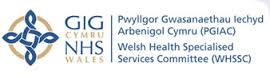 GIG
CYMRU
NHS
WALES
Pwyllgor Gwasanaethau Iechyd
Arbenigol Cymru (PGIAC)
Welsh Health Specialised
Services Committee (WHSSC)